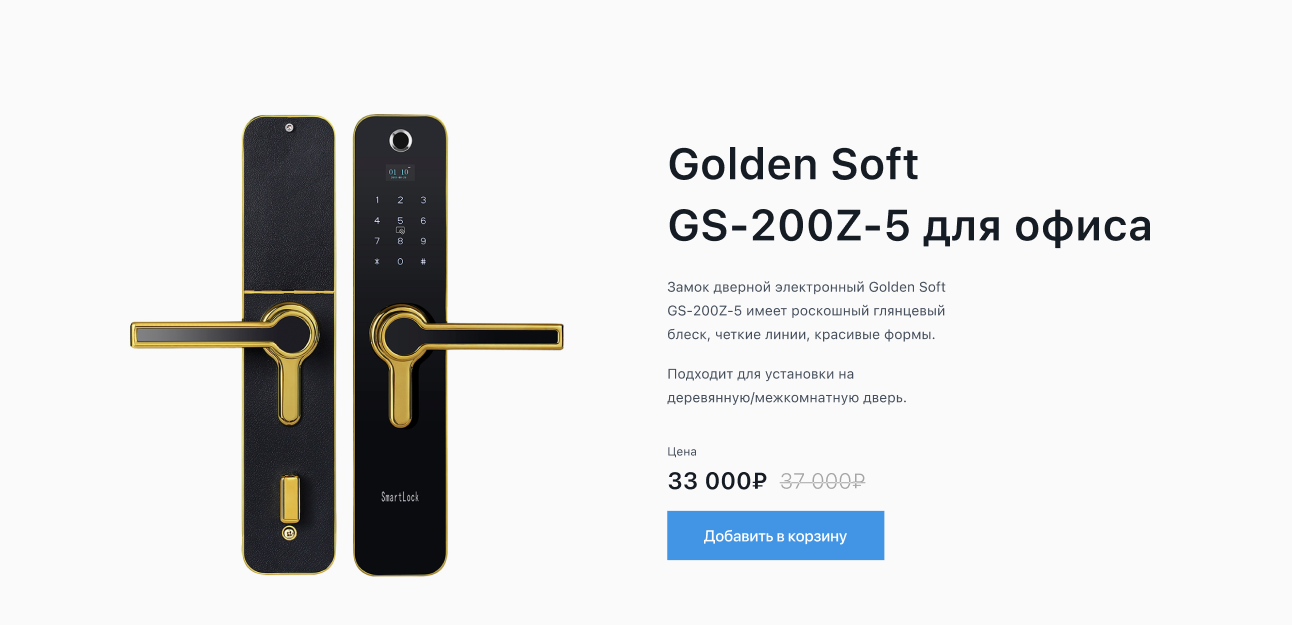 01 10
1 2 3
4 5 6
7 8 9
* 0 #
SmartLock
Golden Soft
GS-200Z-5 для офиса
Замок дверной электронный Golden Soft
GS-200Z-5 имеет роскошный глянцевый
блеск, четкие линии, красивые формы.
Подходит для установки на
деревянную/межкомнатную дверь.
Цена
33 000₽ 37 000₽
Добавить в корзину